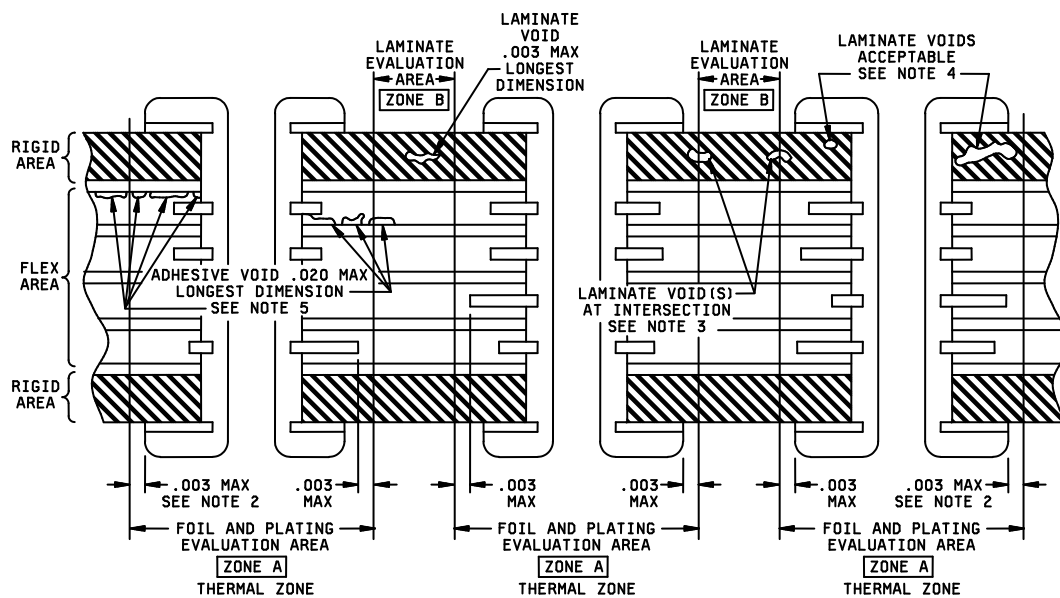 LAMINATE
VOID
.003 MAX
LONGEST
DIMENSION
LAMINATE
EVALUATION
AREA
ZONE B
LAMINATE
EVALUATION
AREA
ZONE B
LAMINATE VOIDS
ACCEPTABLE
SEE NOTE 4
RIGID
AREA
FLEX
AREA
RIGID
AREA
ADHESIVE VOID .020 MAX
LONGEST DIMENSION
SEE NOTE 5
LAMINATE VOID(S)
AT INTERSECTION
SEE NOTE 3
.003 MAX
SEE NOTE 2
.003
MAX
.003
MAX
.003
MAX
.003
MAX
.003 MAX
SEE NOTE 2
FOIL AND PLATING
EVALUATION AREA
ZONE A
THERMAL ZONE
FOIL AND PLATING
EVALUATION AREA
ZONE A
THERMAL ZONE
FOIL AND PLATING
EVALUATION AREA
ZONE A
THERMAL ZONE